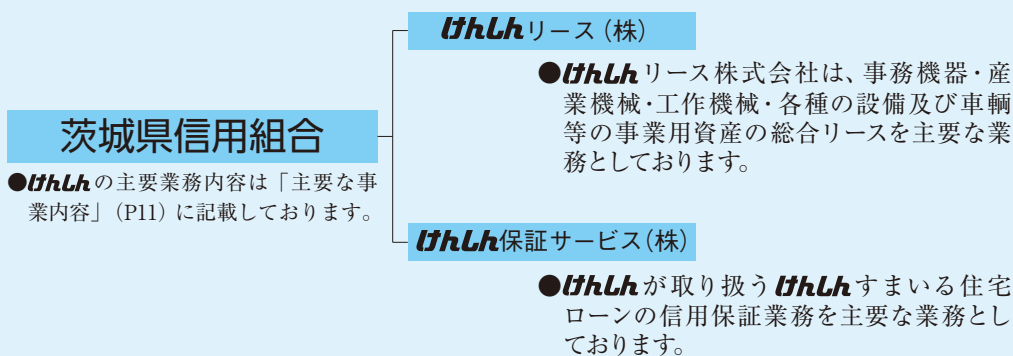 茨城県信用組合
●けんしんの主要業務内容は「主要な事
業内容」(P11)に記載しております。
けんしんリース(株)
●けんしんリース株式会社は、事務機器・産
業機械・工作機械・各種の設備及び車輌
等の事業用資産の総合リースを主要な業
務としております。
けんしん保証サービス(株)
●けんしんが取り扱うけんしんすまいる住宅
ローンの信用保証業務を主要な業務とし
ております。